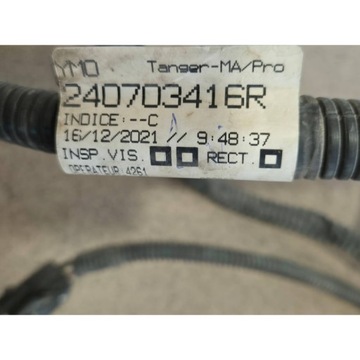 YMO Tanger-MA/Pro
240703416R
INDICE:--C
16/12/2021 // 9:48:37
INSP.VIS. RECT.
OPERATEUR 4261